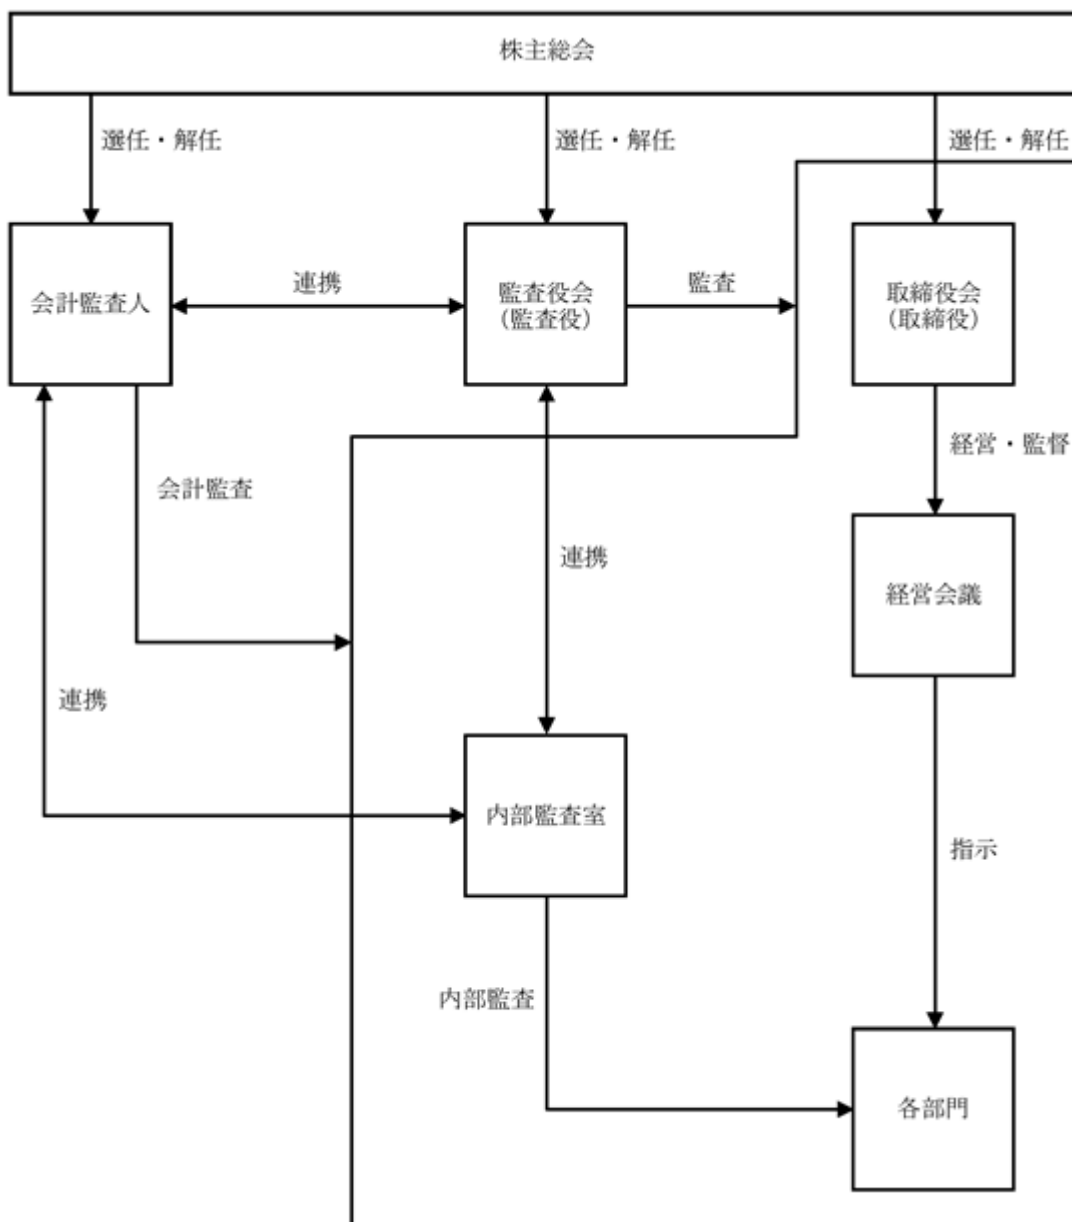 株主総会
選任・解任
選任・解任
選任・解任
会計監査人
連携
監査役会
(監査役)
監査
取締役会
(取締役)
経営・監督
会計監査
連携
経営会議
連携
内部監査室
指示
内部監査
各部門